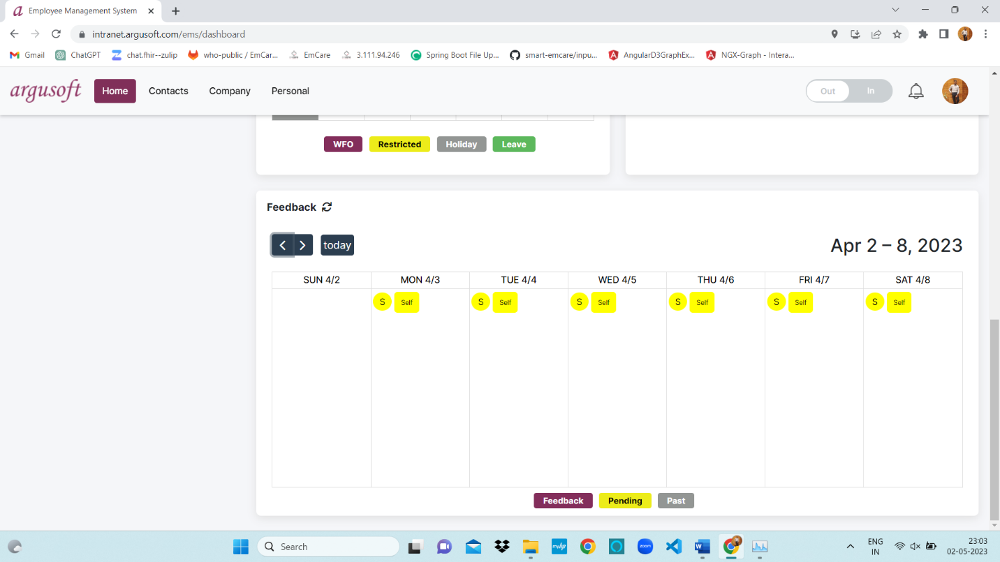 a Employee Management System
intranet.argusoft.com/ems/dashboard
Gmail ChatGPT chat.fhir--zulip who-public / EmCar... EmCare 3.111.94.246 Spring Boot File Up... smart-emcare/inpu... AngularD3GraphEx... NGX-Graph - Intera...
argusoft Home Contacts Company Personal Out In
WFO Restricted Holiday Leave
Feedback
today Apr 2 – 8, 2023
SUN 4/2 MON 4/3 TUE 4/4 WED 4/5 THU 4/6 FRI 4/7 SAT 4/8
S Self S Self S Self S Self S Self S Self
Feedback Pending Past
Search myhp zoom W ENG 23:03
IN 02-05-2023